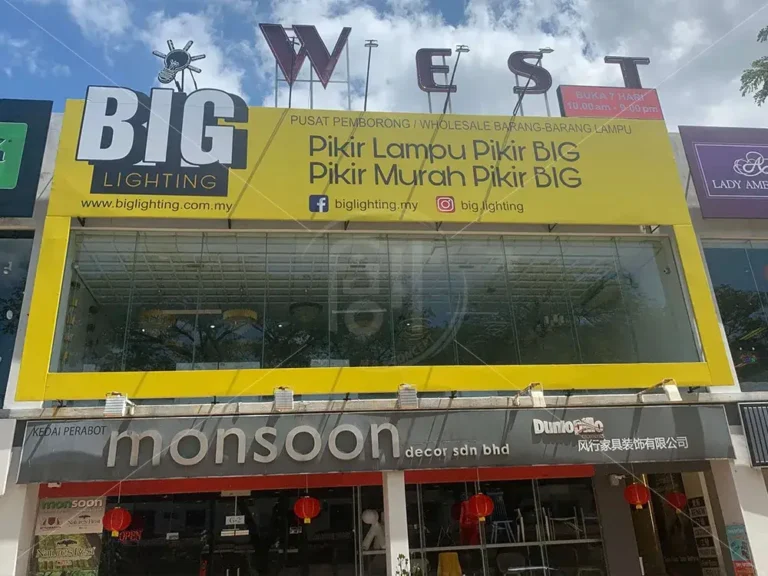 WEST
BUKA 7 HARI
10.00am - 9.00pm
BIG
LIGHTING
www.biglighting.com.my
PUSAT PEMBORONG / WHOLESALE BARANG-BARANG LAMPU
Pikir Lampu Pikir BIG
Pikir Murah Pikir BIG
biglighting.my
big.lighting
LADY AME
KEDAI PERABOT
monsoon
decor sdn bhd
Dunlopillo
风行家具装饰有限公司
monsoon
OPEN